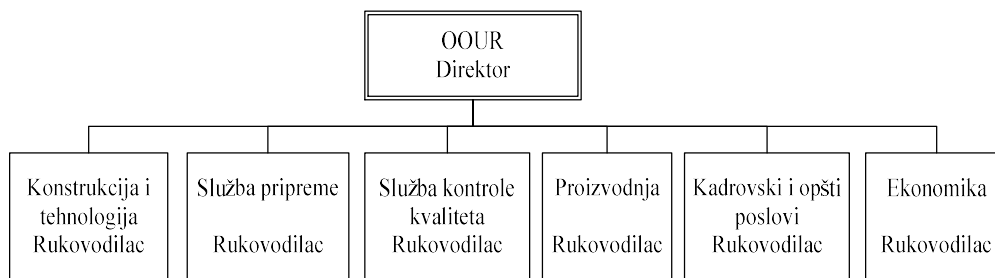 OOUR
Direktor
Konstrukcija i
tehnologija
Rukovodilac
Služba pripreme
Rukovodilac
Služba kontrole
kvaliteta
Rukovodilac
Proizvodnja
Rukovodilac
Kadrovski i opšti
poslovi
Rukovodilac
Ekonomika
Rukovodilac